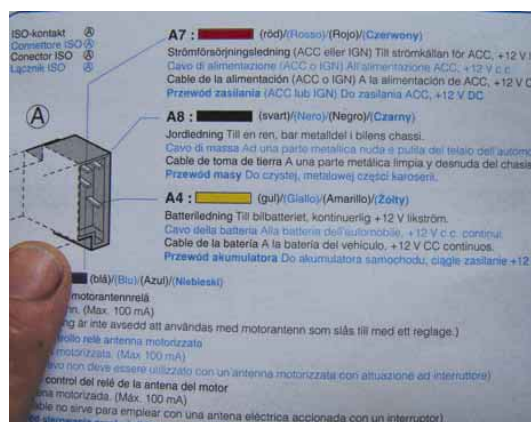 ISO-kontakt Ⓐ
Connettore ISO Ⓐ
Conector ISO Ⓐ
Łącznik ISO Ⓐ
Ⓐ
A7 : (röd)/(Rosso)/(Rojo)/(Czerwony)
Strömförsörjningsledning (ACC eller IGN) Till strömkällan för ACC, +12 V
Cavo di alimentazione (ACC o IGN) All'alimentazione ACC, +12 V c.c.
Cable de la alimentación (ACC o IGN) A la alimentación de ACC, +12 V C
Przewód zasilania (ACC lub IGN) Do zasilania ACC, +12 V DC
A8 : (svart)/(Nero)/(Negro)/(Czarny)
Jordledning Till en ren, bar metalldel i bilens chassi.
Cavo di massa Ad una parte metallica nuda e pulita del telaio dell'automo
Cable de toma de tierra A una parte metálica limpia y desnuda del chasis
Przewód masy Do czystej, metalowej części karoserii.
A4 : (gul)/(Giallo)/(Amarillo)/(Żółty)
Batteriledning Till bilbatteriet, kontinuerlig +12 V likström.
Cavo della batteria Alla batteria dell'automobile, +12 V c.c. continui.
Cable de la batería A la batería del vehículo, +12 V CC continuos.
Przewód akumulatora Do akumulatora samochodu, ciągłe zasilanie +12
(blå)/(Blu)/(Azul)/(Niebieski)
motorantennrelä
(Max. 100 mA)
ng är inte avsedd att användas med motorantenn som slås till med ett reglage.)
rollo relè antenna motorizzata
motorizzata. (Max 100 mA)
avo non deve essere utilizzato con un'antenna motorizzata con attuazione ad interruttore)
control del relé de la antena del motor
na motorizada. (Max. 100 mA)
able no sirve para emplear con una antena eléctrica accionada con un interruptor)